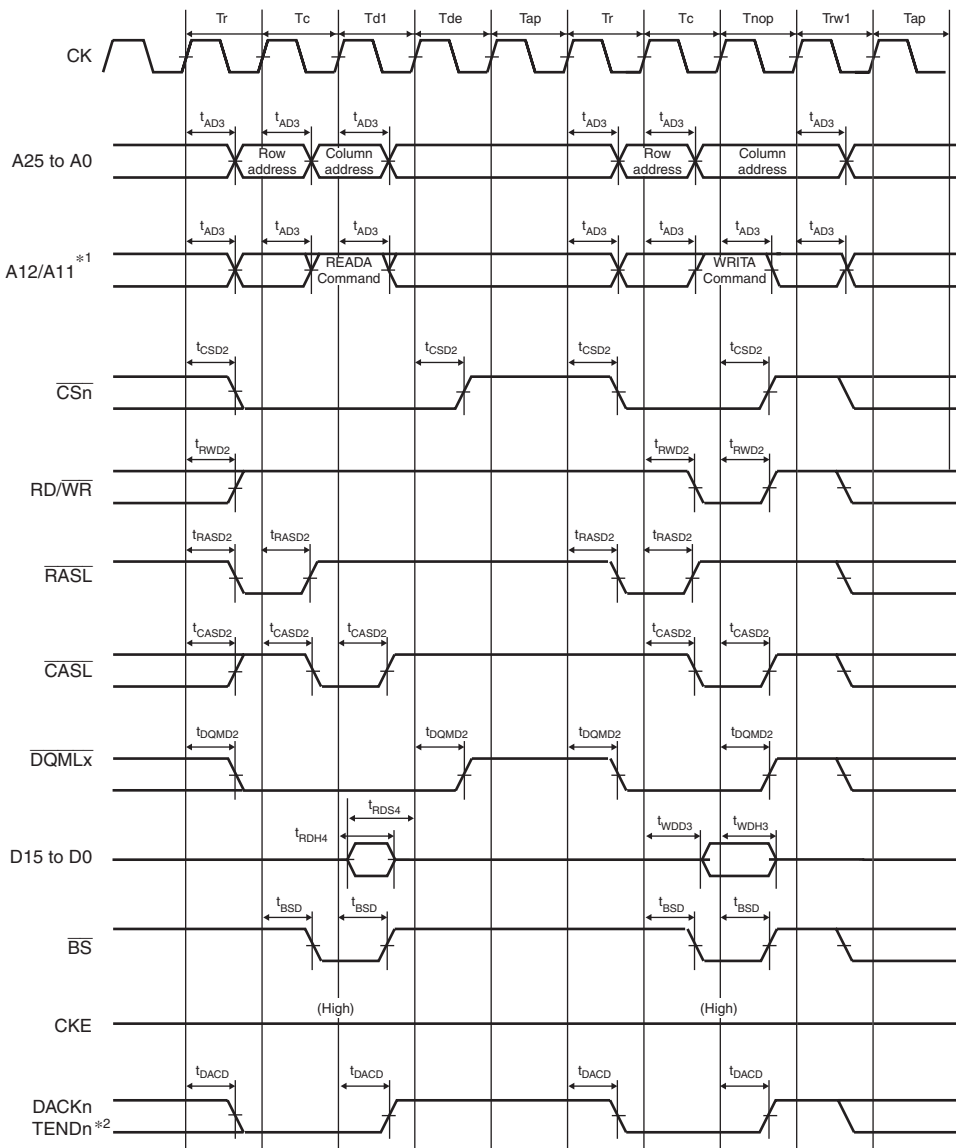 Tr Tc Td1 Tde Tap Tr Tc Tnop Trw1 Tap
CK
tAD3 tAD3 tAD3 tAD3 tAD3 tAD3
A25 to A0
Row address Column address Row address Column address
tAD3 tAD3 tAD3 tAD3 tAD3 tAD3 tAD3
A12/A11*1
READA Command WRITA Command
tCSD2 tCSD2 tCSD2 tCSD2
CSn
tRWD2 tRWD2 tRWD2
RD/WR
tRASD2 tRASD2 tRASD2 tRASD2
RASL
tCASD2 tCASD2 tCASD2 tCASD2 tCASD2
CASL
tDQMD2 tDQMD2 tDQMD2 tDQMD2
DQMLx
tRDS4
tRDH4 tWDD3 tWDH3
D15 to D0
tBSD tBSD tBSD tBSD
BS
(High) (High)
CKE
tDACD tDACD tDACD tDACD
DACKn
TENDn*2